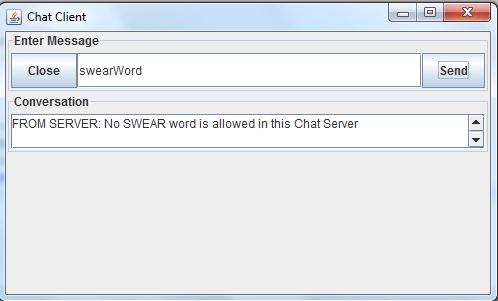 Chat Client
Enter Message
Close swearWord Send
Conversation
FROM SERVER: No SWEAR word is allowed in this Chat Server